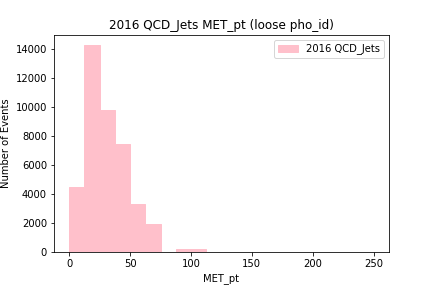 2016 QCD_Jets MET_pt (loose pho_id)
2016 QCD_Jets
Number of Events
14000
12000
10000
8000
6000
4000
2000
0
0 50 100 150 200 250
MET_pt